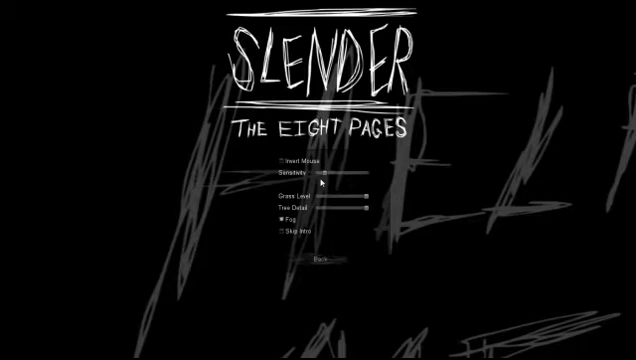 SLENDER
THE EIGHT PAGES
Invert Mouse
Sensitivity
Grass Level
Tree Detail
Fog
Skip Intro
Back